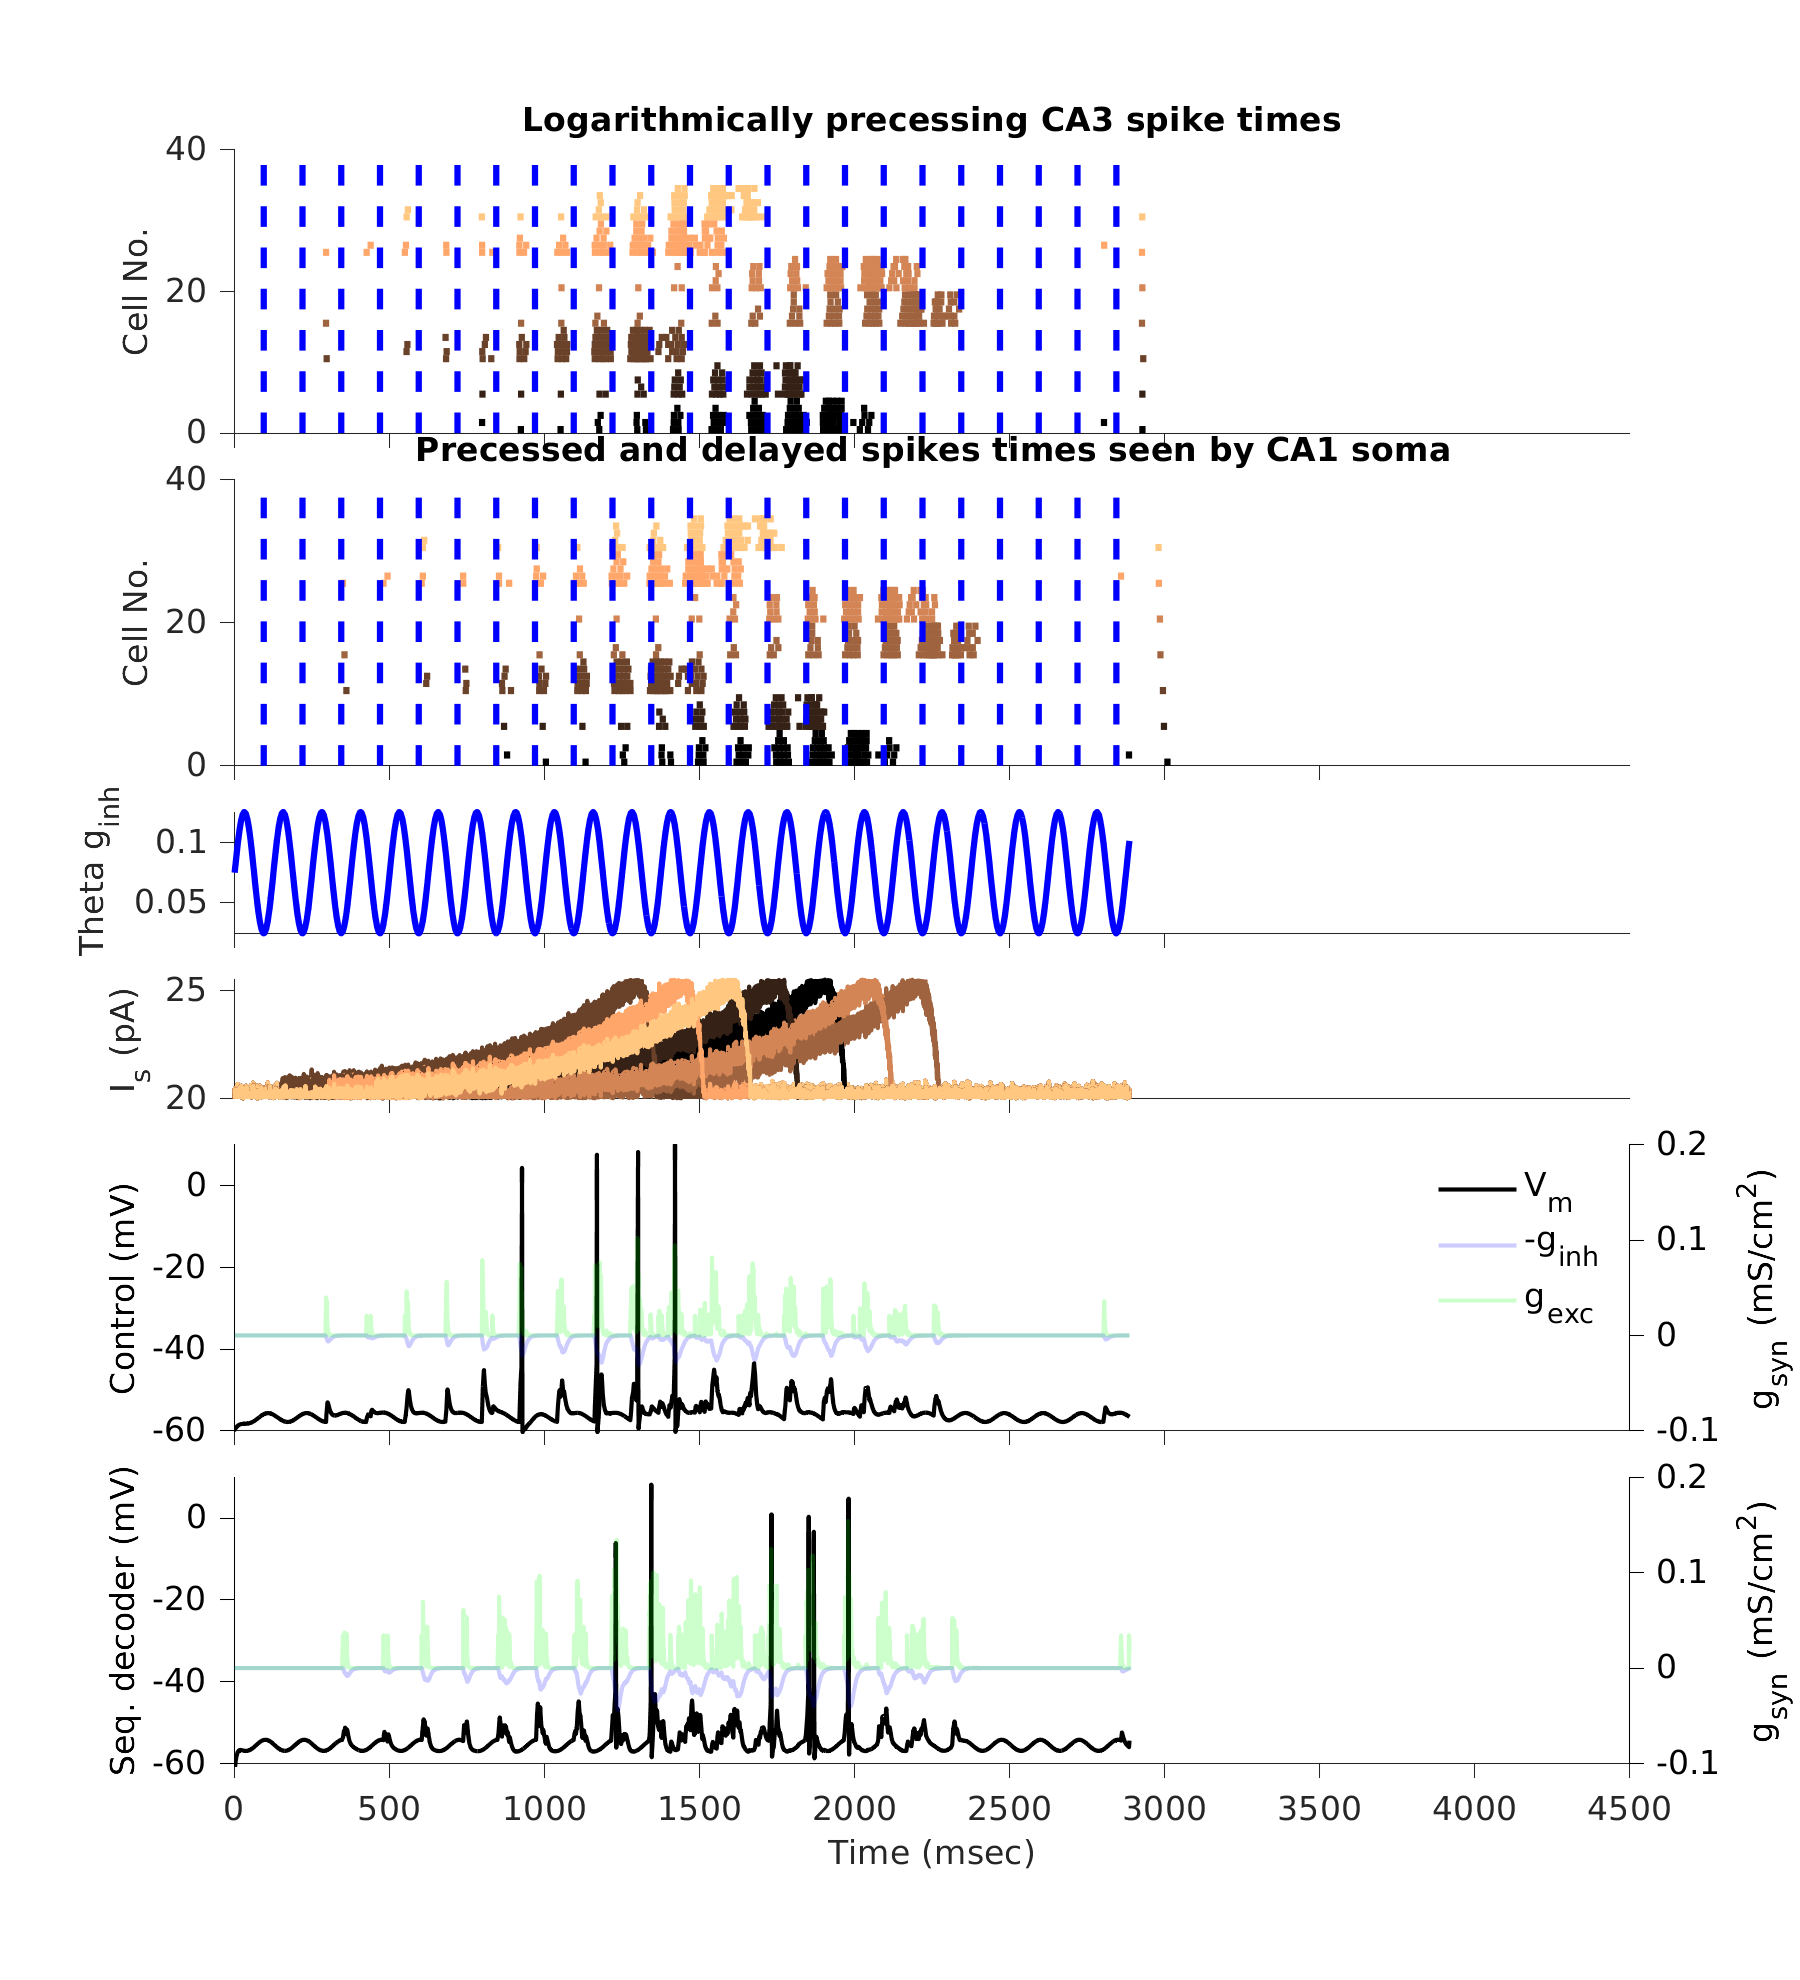 Logarithmically precessing CA3 spike times
40
20
0
Cell No.
Precessed and delayed spikes times seen by CA1 soma
40
20
0
Cell No.
0.1
0.05
Theta g_inh
25
20
I_s (pA)
0
-20
-40
-60
Control (mV)
V_m
-g_inh
g_exc
0.2
0.1
0
-0.1
g_syn (mS/cm²)
0
-20
-40
-60
Seq. decoder (mV)
0.2
0.1
0
-0.1
g_syn (mS/cm²)
0 500 1000 1500 2000 2500 3000 3500 4000 4500
Time (msec)